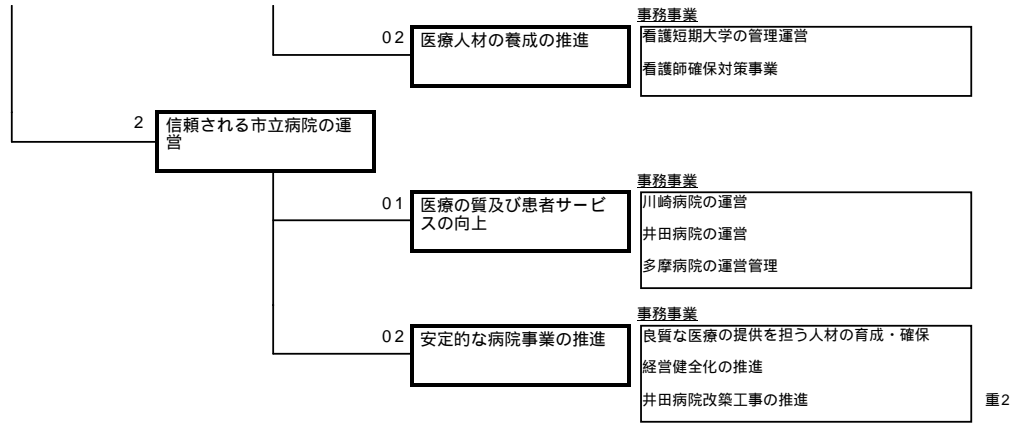 事務事業
02
医療人材の養成の推進
看護短期大学の管理運営
看護師確保対策事業
2
信頼される市立病院の運
営
事務事業
01
医療の質及び患者サービ
スの向上
川崎病院の運営
井田病院の運営
多摩病院の運営管理
事務事業
02
安定的な病院事業の推進
良質な医療の提供を担う人材の育成・確保
経営健全化の推進
井田病院改築工事の推進
重2